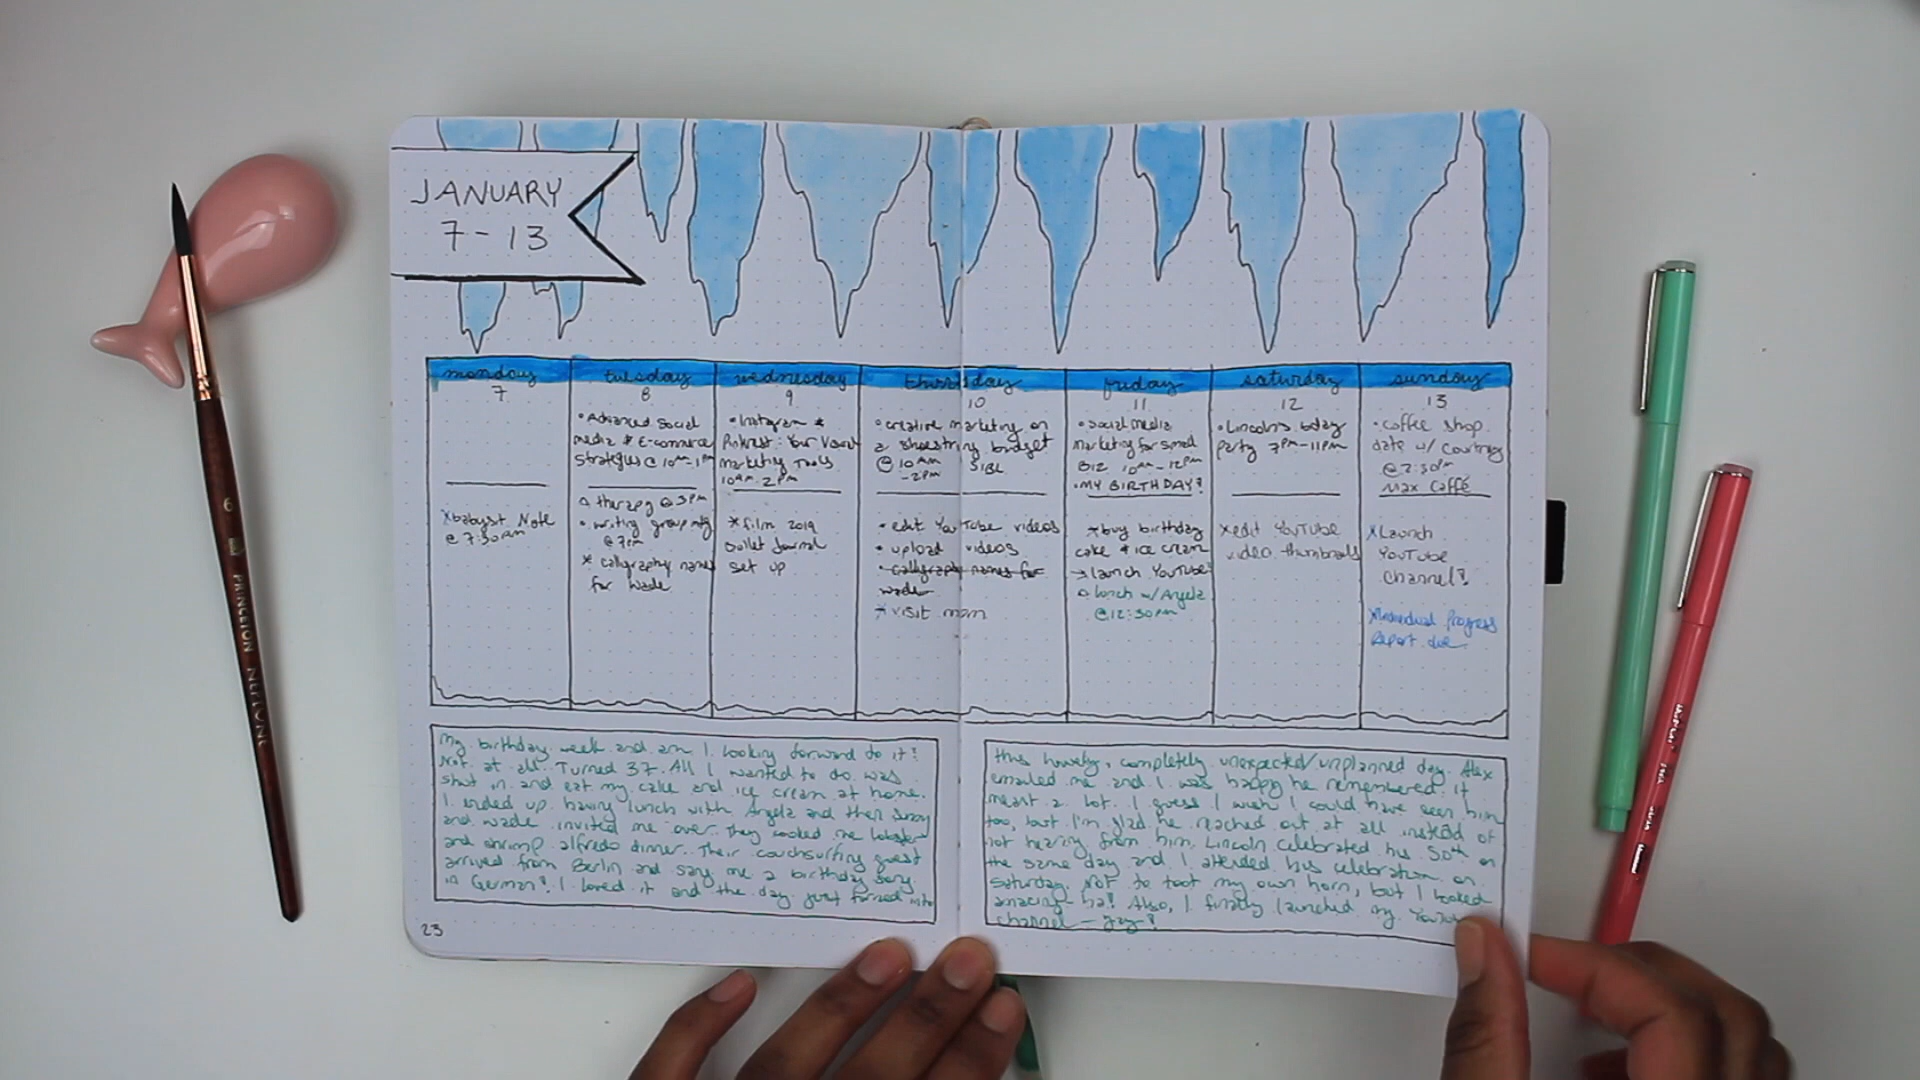 JANUARY
7 - 13
monday
7
*babysit Nate
@ 7:30am
tuesday
8
• Advanced Social
media & E-commerce
strategies @ 10am-1pm
△ therapy @ 3pm
• writing group mtg
@ 7pm
* calligraphy names
for Wade
wednesday
9
• Instagram &
Pinterest: Your Visual
Marketing Tools
10am-2pm
*film 2019
bullet journal
set up
thursday
10
• creative marketing on
a shoestring budget
@ 10AM SIBL
-2PM
• edit YouTube videos
• upload videos
• calligraphy names for
wade
* visit mom
friday
11
• social media
marketing for small
BIZ 10am-12pm
• MY BIRTHDAY!
*buy birthday
cake & ice cream
→ launch YouTube!
△ lunch w/ Angela
@ 12:30pm
saturday
12
• Lincoln's bday
party 7pm-11pm
*edit YouTube
video thumbnails
sunday
13
• coffee shop
date w/ Courtney
@ 2:30pm
Max Caffé
*Launch
YouTube
Channel!
*Individual Progress
Report due
My birthday week and am I looking forward to it?
Not at all. Turned 37. All I wanted to do was
shut in and eat my cake and ice cream at home.
I ended up having lunch with Angela and then
and Wade invited me over. They cooked me lobster
and shrimp alfredo dinner. Their couchsurfing guest
arrived from Berlin and sang me a birthday song
in German! I loved it and the day just turned into
this lovely, completely unexpected/unplanned day. Alex
emailed me and I was happy he remembered. It
meant a lot. I guess I wish I could have seen him
too, but I'm glad he reached out at all instead of
not hearing from him. Lincoln celebrated his 50th on
the same day and I attended his celebration on
Saturday. Not to toot my own horn, but I looked
amazing - ha! Also, I finally launched my YouTube
channel - yay!
23
6 PRINCETON NEPTUNE